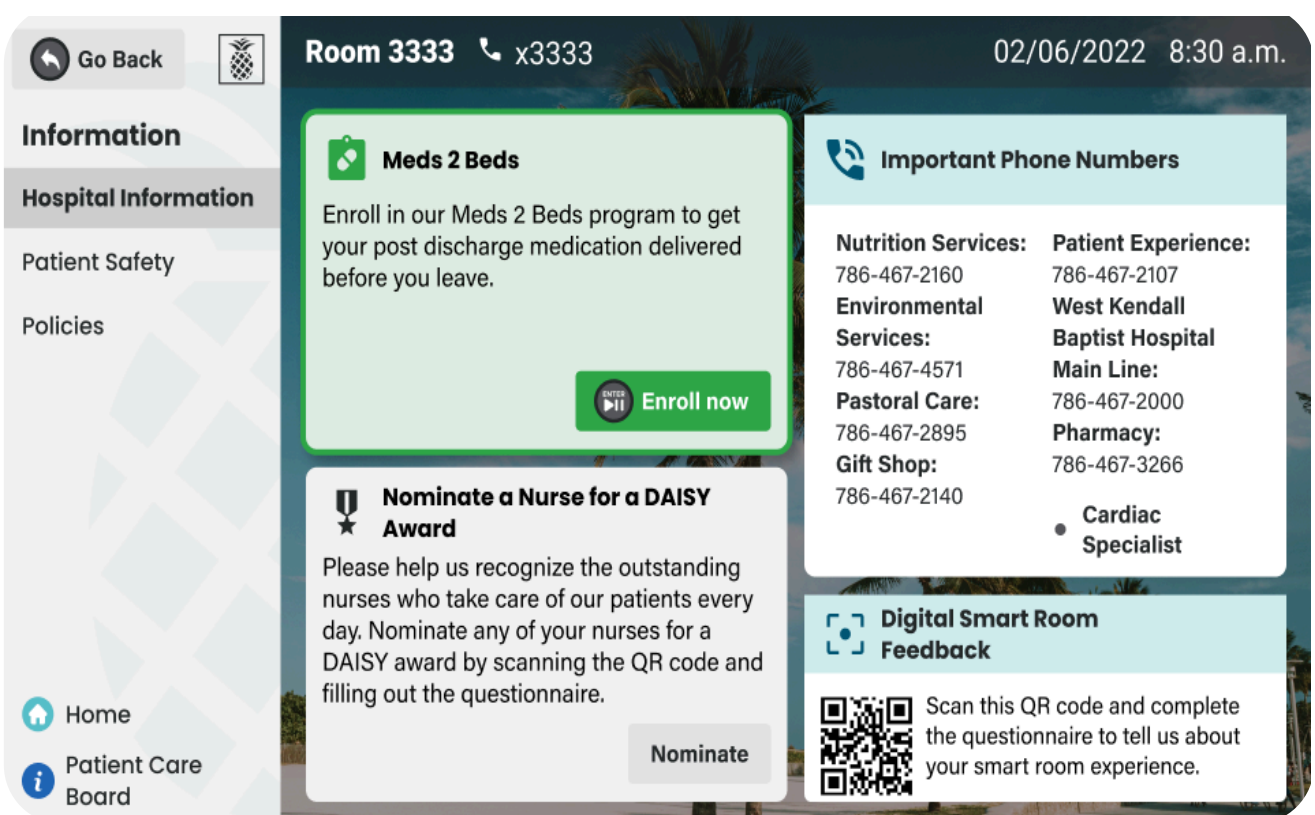 Go Back
Information
Hospital Information
Patient Safety
Policies
Home
Patient Care
Board
Room 3333 x3333
02/06/2022 8:30 a.m.
Meds 2 Beds
Enroll in our Meds 2 Beds program to get
your post discharge medication delivered
before you leave.
ENTER
Enroll now
Nominate a Nurse for a DAISY
Award
Please help us recognize the outstanding
nurses who take care of our patients every
day. Nominate any of your nurses for a
DAISY award by scanning the QR code and
filling out the questionnaire.
Nominate
Important Phone Numbers
Nutrition Services:
786-467-2160
Environmental
Services:
786-467-4571
Pastoral Care:
786-467-2895
Gift Shop:
786-467-2140
Patient Experience:
786-467-2107
West Kendall
Baptist Hospital
Main Line:
786-467-2000
Pharmacy:
786-467-3266
• Cardiac
Specialist
Digital Smart Room
Feedback
Scan this QR code and complete
the questionnaire to tell us about
your smart room experience.